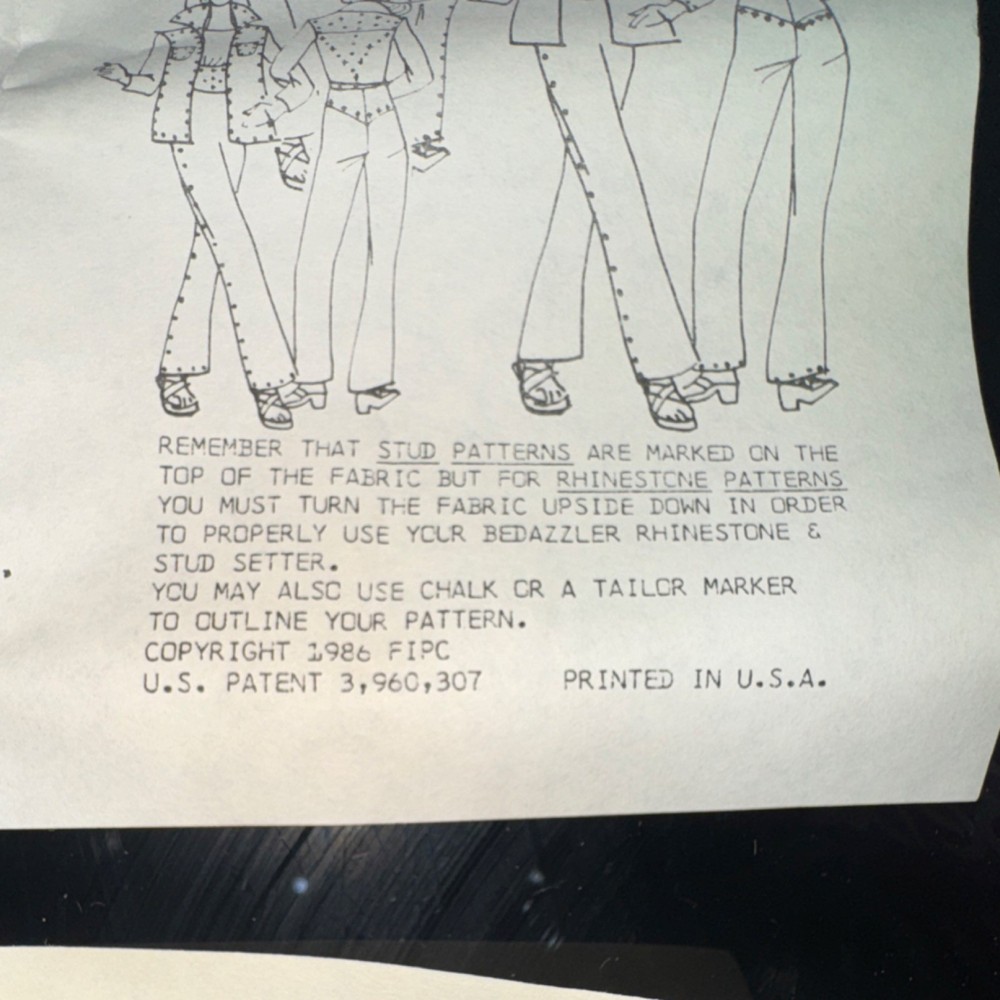 REMEMBER THAT STUD PATTERNS ARE MARKED ON THE
TOP OF THE FABRIC BUT FOR RHINESTONE PATTERNS
YOU MUST TURN THE FABRIC UPSIDE DOWN IN ORDER
TO PROPERLY USE YOUR BEDAZZLER RHINESTONE &
STUD SETTER.
YOU MAY ALSO USE CHALK OR A TAILOR MARKER
TO OUTLINE YOUR PATTERN.
COPYRIGHT 1986 FIPC
U.S. PATENT 3,960,307 PRINTED IN U.S.A.